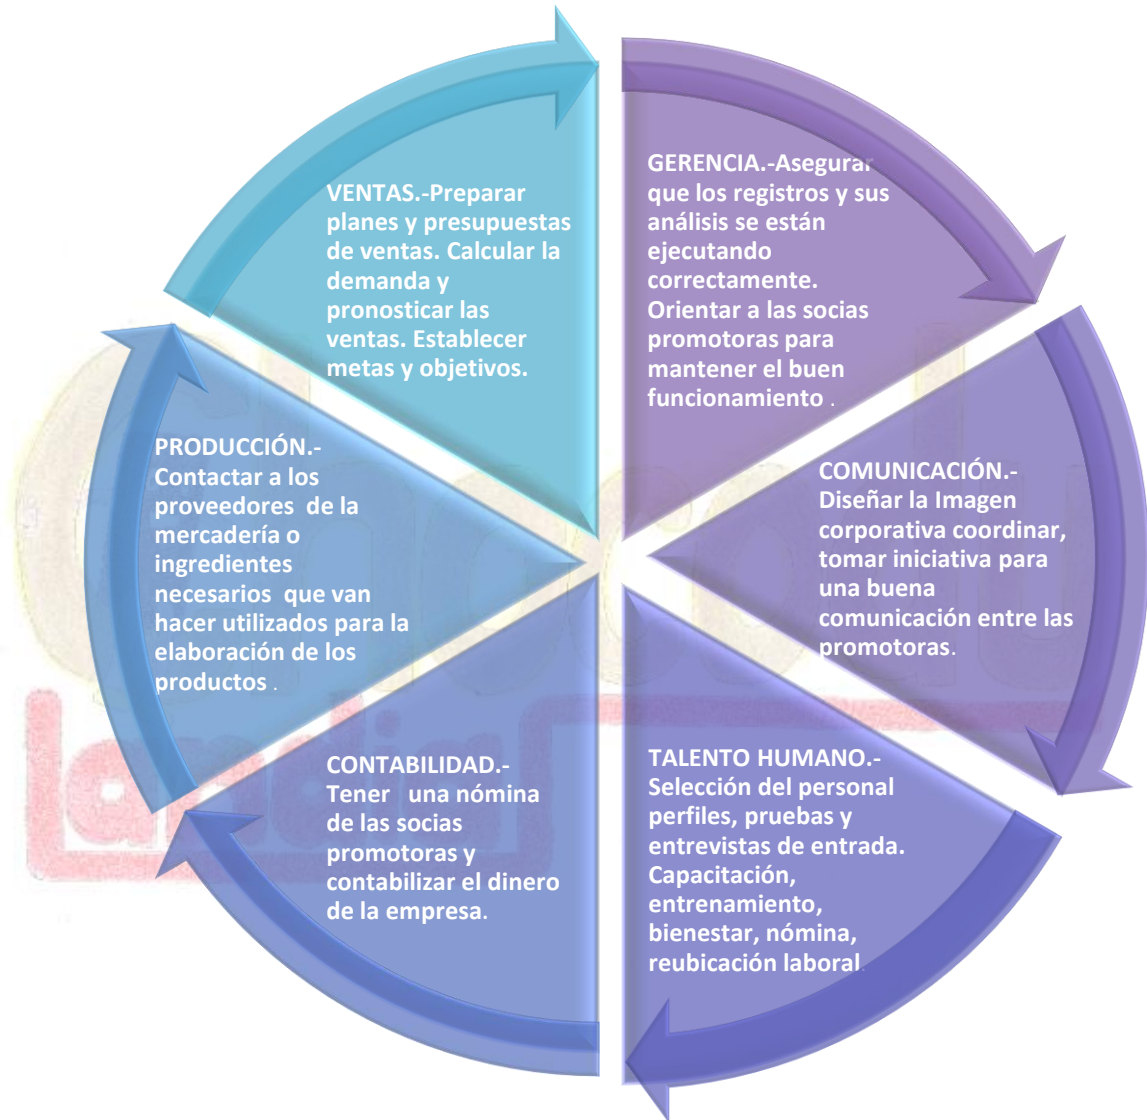 GERENCIA.-Asegurar
que los registros y sus
análisis se están
ejecutando
correctamente.
Orientar a las socias
promotoras para
mantener el buen
funcionamiento .
COMUNICACIÓN.-
Diseñar la Imagen
corporativa coordinar,
tomar iniciativa para
una buena
comunicación entre las
promotoras.
TALENTO HUMANO.-
Selección del personal
perfiles, pruebas y
entrevistas de entrada.
Capacitación,
entrenamiento,
bienestar, nómina,
reubicación laboral.
CONTABILIDAD.-
Tener una nómina
de las socias
promotoras y
contabilizar el dinero
de la empresa.
PRODUCCIÓN.-
Contactar a los
proveedores de la
mercadería o
ingredientes
necesarios que van
hacer utilizados para la
elaboración de los
productos .
VENTAS.-Preparar
planes y presupuestas
de ventas. Calcular la
demanda y
pronosticar las
ventas. Establecer
metas y objetivos.
landia